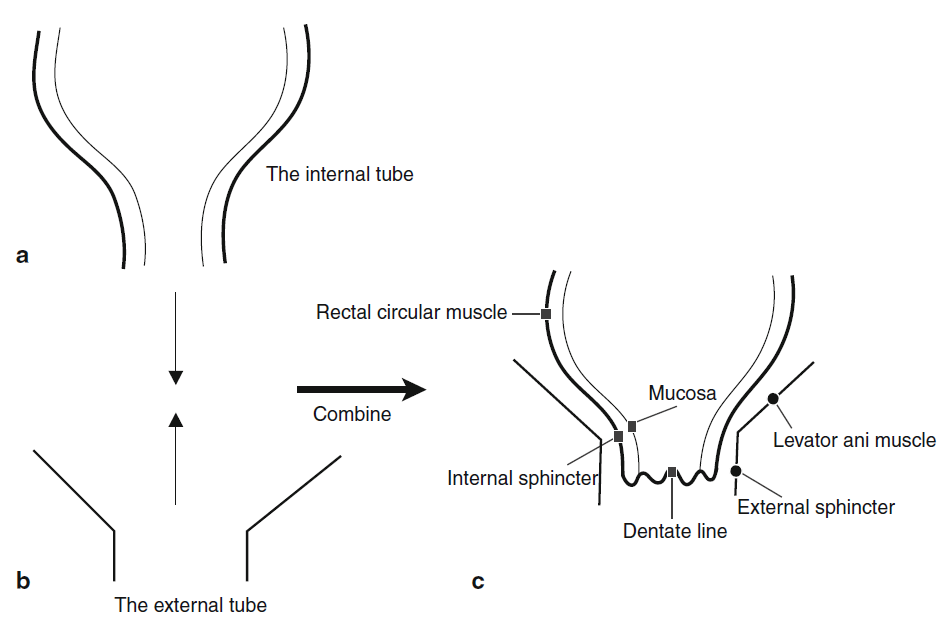 The internal tube
a
Rectal circular muscle
Mucosa
Combine
Levator ani muscle
Internal sphincter
External sphincter
Dentate line
b
c
The external tube